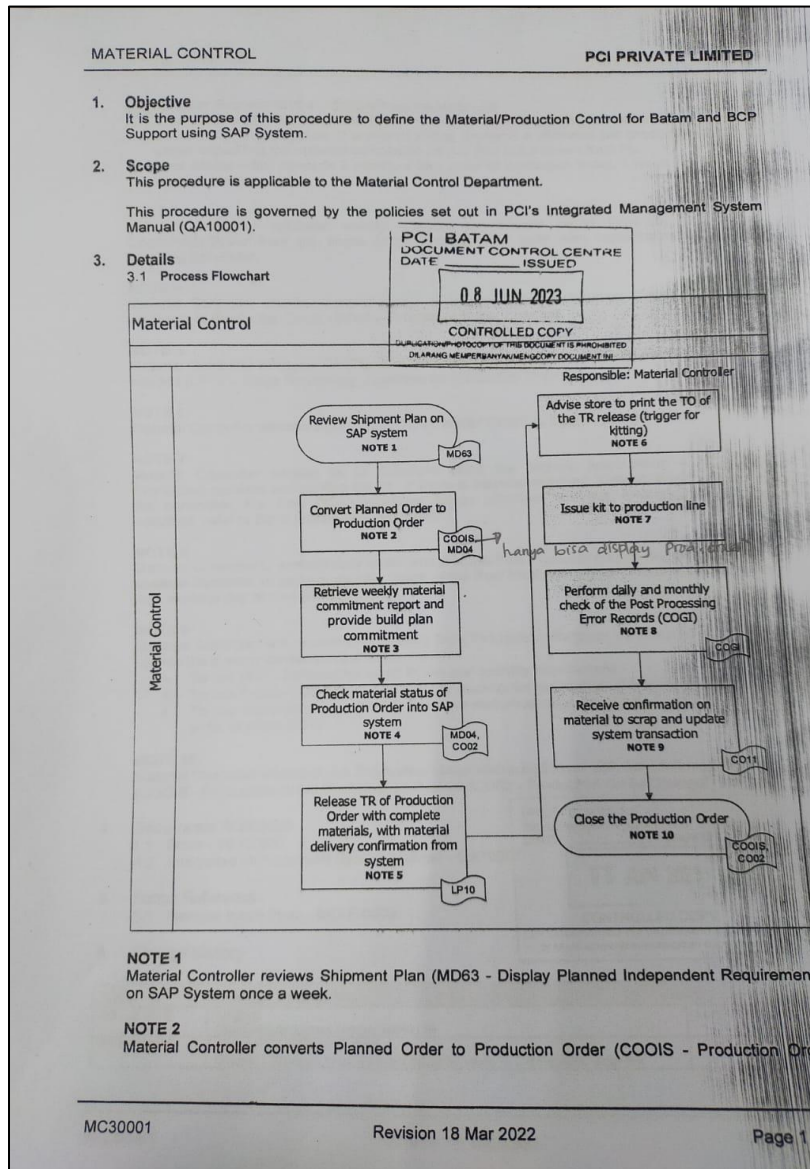 MATERIAL CONTROL
PCI PRIVATE LIMITED
1. Objective
It is the purpose of this procedure to define the Material/Production Control for Batam and BCP
Support using SAP System.
2. Scope
This procedure is applicable to the Material Control Department.
This procedure is governed by the policies set out in PCI's Integrated Management System
Manual (QA10001).
PCI BATAM
DOCUMENT CONTROL CENTRE
DATE ISSUED
08 JUN 2023
CONTROLLED COPY
DILARANG MEMPERBANYAK/MENGCOPY DOCUMENT INI
3. Details
3.1 Process Flowchart
Material Control
Responsible: Material Controller
Material Control
Review Shipment Plan on
SAP system
NOTE 1
MD63
Convert Planned Order to
Production Order
NOTE 2
COOIS,
MD04
hanya bisa display
Retrieve weekly material
commitment report and
provide build plan
commitment
NOTE 3
Check material status of
Production Order into SAP
system
NOTE 4
MD04,
CO02
Release TR of Production
Order with complete
materials, with material
delivery confirmation from
system
NOTE 5
LP10
Advise store to print the TO of
the TR release (trigger for
kitting)
NOTE 6
Issue kit to production line
NOTE 7
Perform daily and monthly
check of the Post Processing
Error Records (COGI)
NOTE 8
COGI
Receive confirmation on
material to scrap and update
system transaction
NOTE 9
CO11
Close the Production Order
NOTE 10
COOIS,
CO02
NOTE 1
Material Controller reviews Shipment Plan (MD63 - Display Planned Independent Requiremen
on SAP System once a week.
NOTE 2
Material Controller converts Planned Order to Production Order (COOIS - Production Ord
MC30001
Revision 18 Mar 2022
Page 1